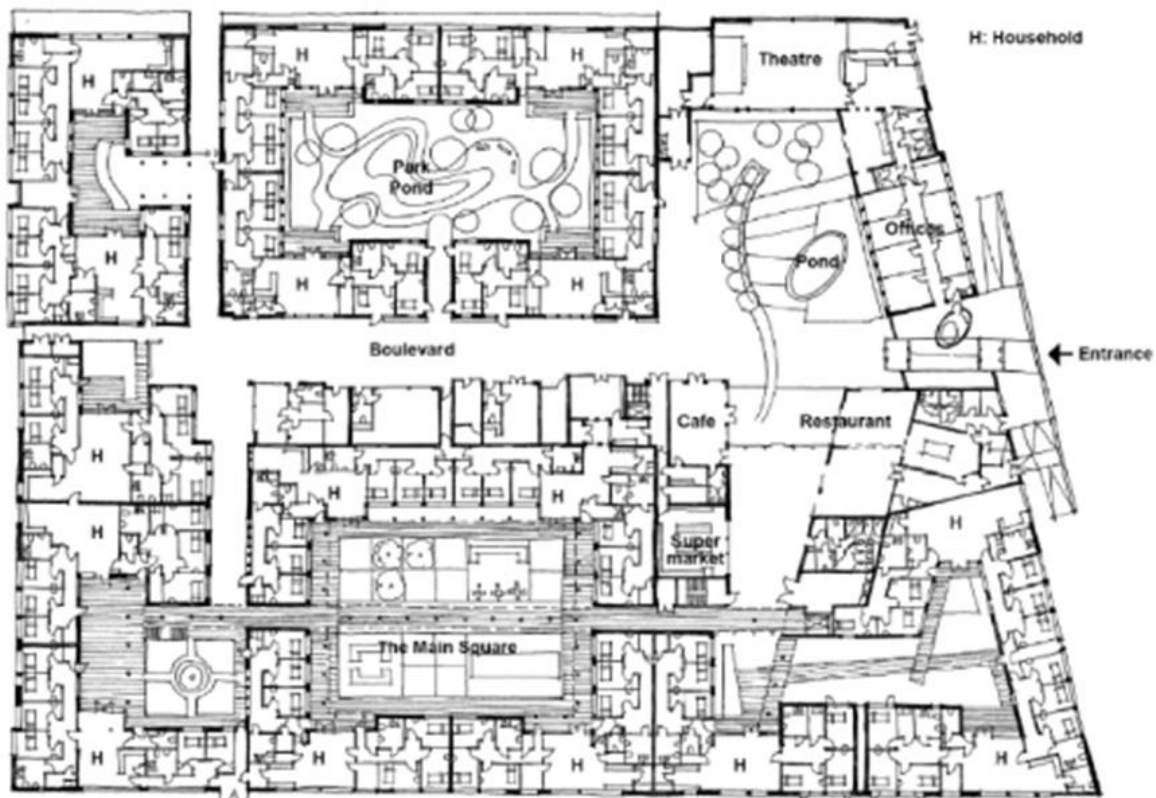 H: Household
Theatre
H
H
H
Park
Pond
Offices
Pond
H
H
H
Boulevard
Entrance
Cafe
Restaurant
H
H
H
H
H
Super
market
The Main Square
H
H
H
H
H